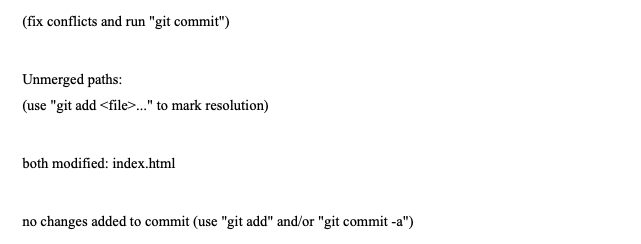 (fix conflicts and run "git commit")
Unmerged paths:
(use "git add <file>..." to mark resolution)
both modified: index.html
no changes added to commit (use "git add" and/or "git commit -a")